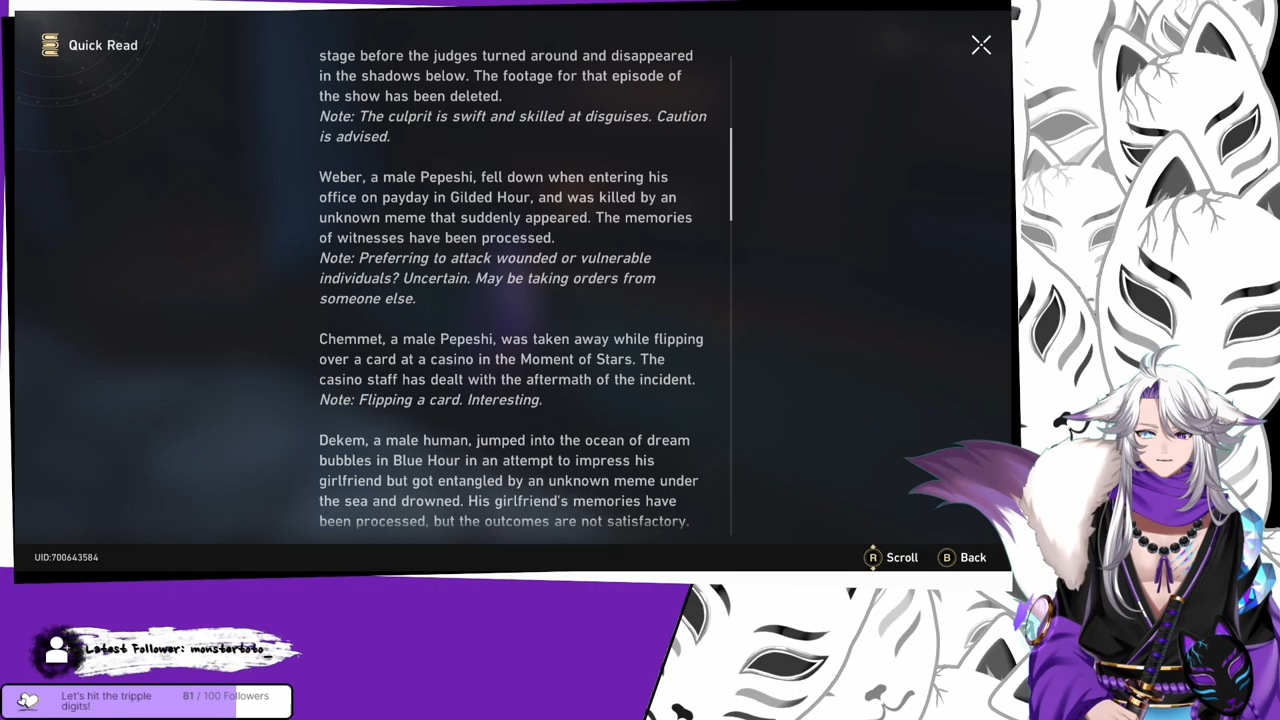 Quick Read
stage before the judges turned around and disappeared
in the shadows below. The footage for that episode of
the show has been deleted.
Note: The culprit is swift and skilled at disguises. Caution
is advised.
Weber, a male Pepeshi, fell down when entering his
office on payday in Gilded Hour, and was killed by an
unknown meme that suddenly appeared. The memories
of witnesses have been processed.
Note: Preferring to attack wounded or vulnerable
individuals? Uncertain. May be taking orders from
someone else.
Chemmet, a male Pepeshi, was taken away while flipping
over a card at a casino in the Moment of Stars. The
casino staff has dealt with the aftermath of the incident.
Note: Flipping a card. Interesting.
Dekem, a male human, jumped into the ocean of dream
bubbles in Blue Hour in an attempt to impress his
girlfriend but got entangled by an unknown meme under
the sea and drowned. His girlfriend's memories have
been processed, but the outcomes are not satisfactory.
UID:700643584
R Scroll
B Back
Latest Follower: monstertoto_
Let's hit the tripple
digits!
81 / 100 Followers